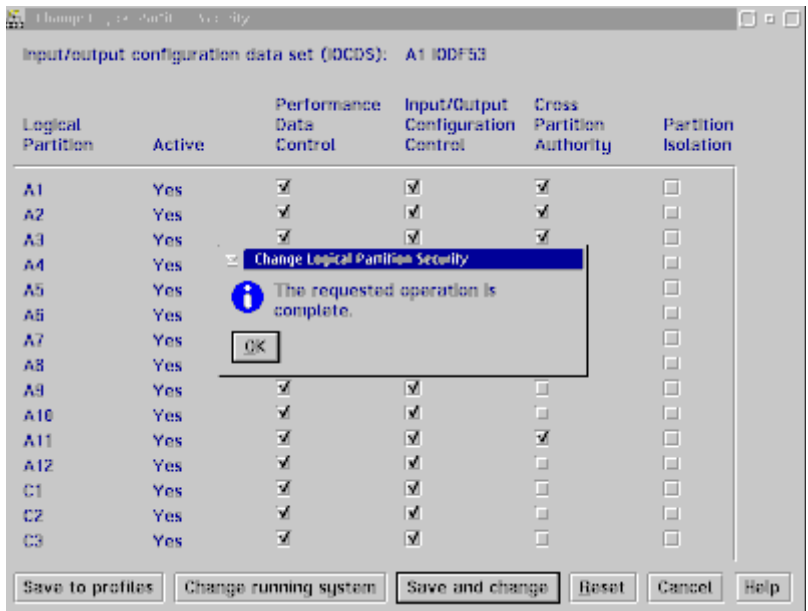 Input/output configuration data set (IOCDS): A1 IODF53
Logical Partition Active Performance Data Control Input/Output Configuration Control Cross Partition Authority Partition Isolation
A1 Yes
A2 Yes
A3 Yes
A4 Yes
A5 Yes
A6 Yes
A7 Yes
A8 Yes
A9 Yes
A10 Yes
A11 Yes
A12 Yes
C1 Yes
C2 Yes
C3 Yes
Change Logical Partition Security
The requested operation is
complete.
OK
Save to profiles Change running system Save and change Reset Cancel Help